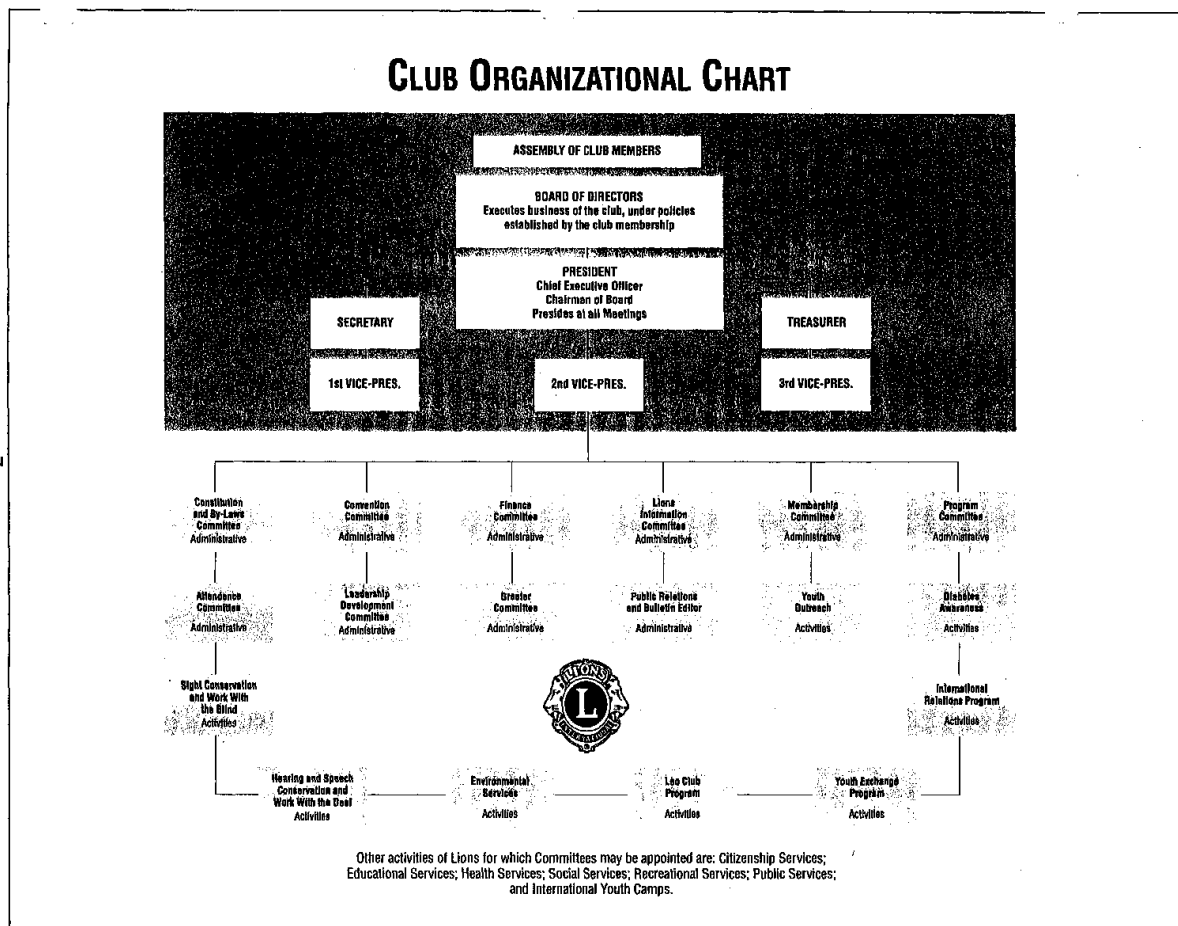 CLUB ORGANIZATIONAL CHART
ASSEMBLY OF CLUB MEMBERS
BOARD OF DIRECTORS
Executes business of the club, under policies
established by the club membership
PRESIDENT
Chief Executive Officer
Chairman of Board
Presides at all Meetings
SECRETARY
TREASURER
1st VICE-PRES.
2nd VICE-PRES.
3rd VICE-PRES.
Constitution
and By-Laws
Committee
Administrative
Convention
Committee
Administrative
Finance
Committee
Administrative
Lions
Information
Committee
Administrative
Membership
Committee
Administrative
Program
Committee
Administrative
Attendance
Committee
Administrative
Leadership
Development
Committee
Administrative
Greeter
Committee
Administrative
Public Relations
and Bulletin Editor
Administrative
Youth
Outreach
Activities
Diabetes
Awareness
Activities
Sight Conservation
and Work With
the Blind
Activities
LIONS
L
INTERNATIONAL
International
Relations Program
Activities
Hearing and Speech
Conservation and
Work With the Deaf
Activities
Environmental
Services
Activities
Leo Club
Program
Activities
Youth Exchange
Program
Activities
Other activities of Lions for which Committees may be appointed are: Citizenship Services;
Educational Services; Health Services; Social Services; Recreational Services; Public Services;
and International Youth Camps.